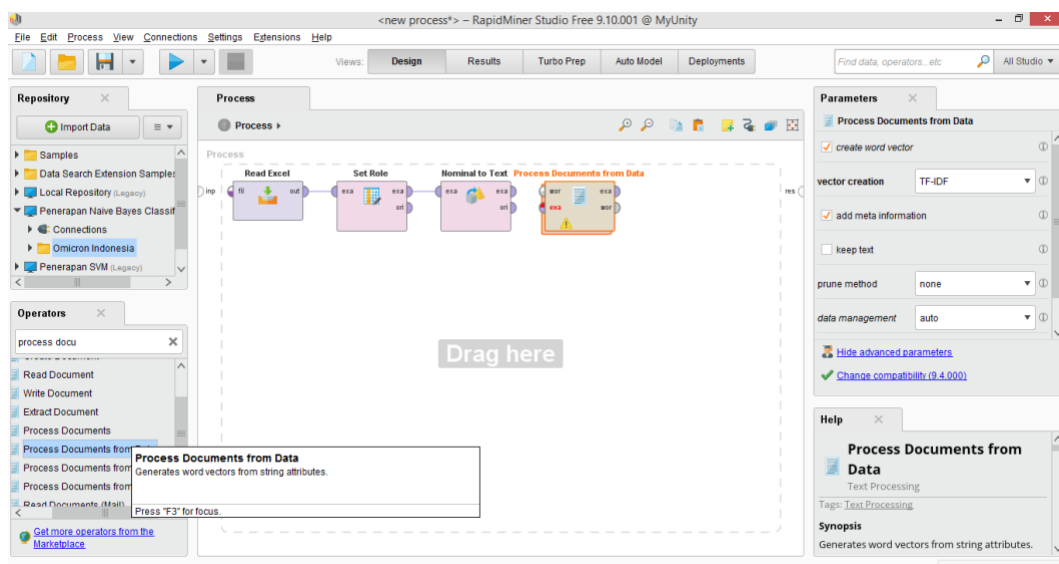 <new process*> – RapidMiner Studio Free 9.10.001 @ MyUnity
File Edit Process View Connections Settings Extensions Help
Views: Design Results Turbo Prep Auto Model Deployments
Find data, operators...etc
All Studio
Repository
Import Data
Samples
Data Search Extension Samples
Local Repository (Legacy)
Penerapan Naive Bayes Classif
Connections
Omicron Indonesia
Penerapan SVM (Legacy)
Operators
process docu
Read Document
Write Document
Extract Document
Process Documents
Process Documents from
Process Documents from
Process Documents from
Read Documents (Mail)
Get more operators from the
Marketplace
Process
Process
Process
inp
Read Excel
fil out
Set Role
exa exa
ori
Nominal to Text
exa exa
ori
Process Documents from Data
wor exa
exa wor
res
Drag here
Process Documents from Data
Generates word vectors from string attributes.
Press "F3" for focus.
Parameters
Process Documents from Data
create word vector
vector creation TF-IDF
add meta information
keep text
prune method none
data management auto
Hide advanced parameters
Change compatibility (9.4.000)
Help
Process Documents from
Data
Text Processing
Tags: Text Processing
Synopsis
Generates word vectors from string attributes.